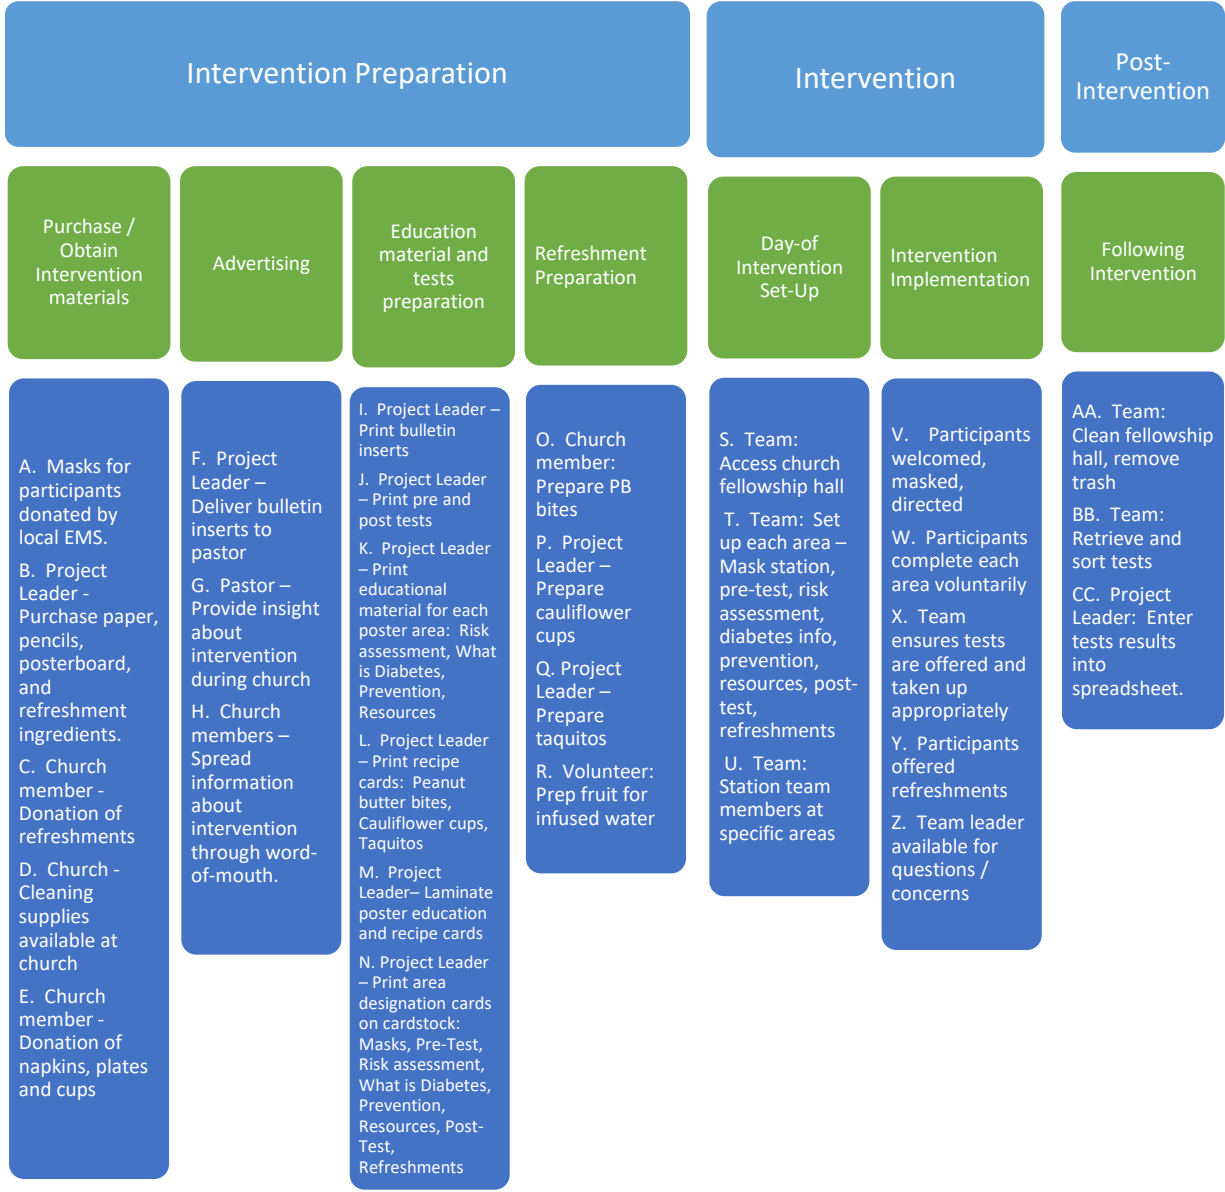 Intervention Preparation
Intervention
Post-
Intervention
Purchase /
Obtain
Intervention
materials
Advertising
Education
material and
tests
preparation
Refreshment
Preparation
Day-of
Intervention
Set-Up
Intervention
Implementation
Following
Intervention
A. Masks for
participants
donated by
local EMS.
B. Project
Leader -
Purchase paper,
pencils,
posterboard,
and
refreshment
ingredients.
C. Church
member -
Donation of
refreshments
D. Church -
Cleaning
supplies
available at
church
E. Church
member -
Donation of
napkins, plates
and cups
F. Project
Leader –
Deliver bulletin
inserts to
pastor
G. Pastor –
Provide insight
about
intervention
during church
H. Church
members –
Spread
information
about
intervention
through word-
of-mouth.
I. Project Leader –
Print bulletin
inserts
J. Project Leader
– Print pre and
post tests
K. Project Leader
– Print
educational
material for each
poster area: Risk
assessment, What
is Diabetes,
Prevention,
Resources
L. Project Leader
– Print recipe
cards: Peanut
butter bites,
Cauliflower cups,
Taquitos
M. Project
Leader– Laminate
poster education
and recipe cards
N. Project Leader
– Print area
designation cards
on cardstock:
Masks, Pre-Test,
Risk assessment,
What is Diabetes,
Prevention,
Resources, Post-
Test,
Refreshments
O. Church
member:
Prepare PB
bites
P. Project
Leader –
Prepare
cauliflower
cups
Q. Project
Leader –
Prepare
taquitos
R. Volunteer:
Prep fruit for
infused water
S. Team:
Access church
fellowship hall
T. Team: Set
up each area –
Mask station,
pre-test, risk
assessment,
diabetes info,
prevention,
resources, post-
test,
refreshments
U. Team:
Station team
members at
specific areas
V. Participants
welcomed,
masked,
directed
W. Participants
complete each
area voluntarily
X. Team
ensures tests
are offered and
taken up
appropriately
Y. Participants
offered
refreshments
Z. Team leader
available for
questions /
concerns
AA. Team:
Clean fellowship
hall, remove
trash
BB. Team:
Retrieve and
sort tests
CC. Project
Leader: Enter
tests results
into
spreadsheet.